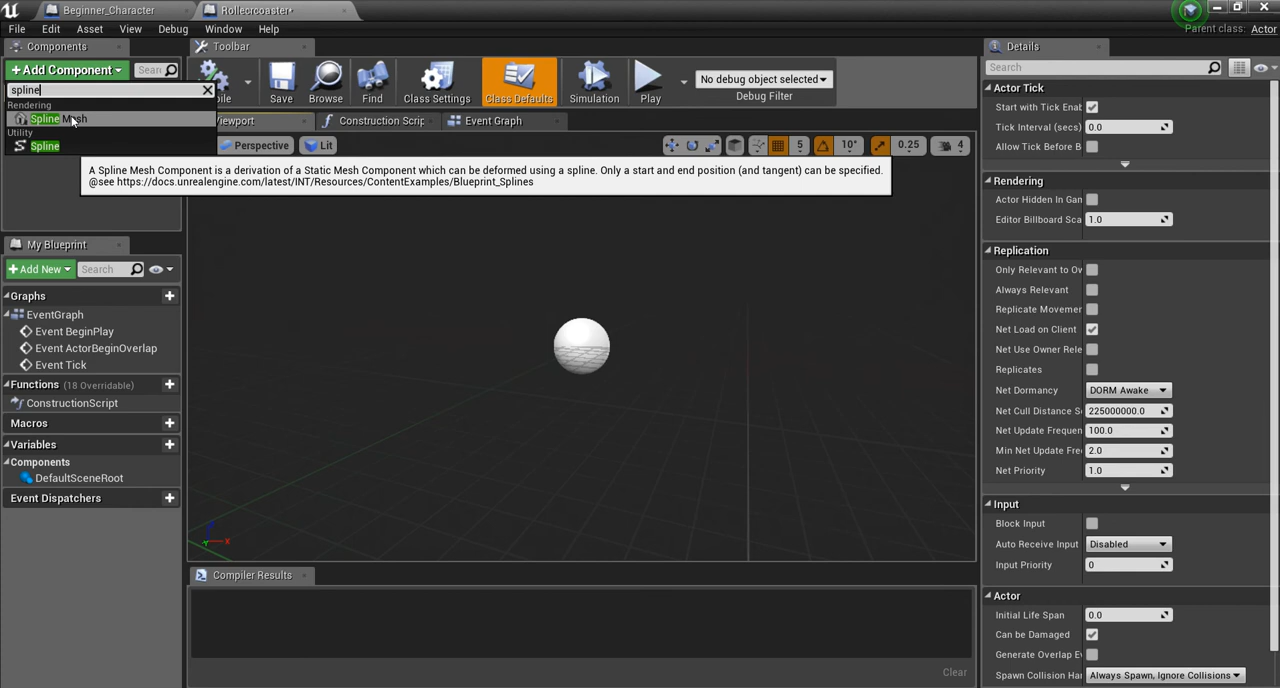 Beginner_Character
Rollecrcoaster*
File Edit Asset View Debug Window Help
Parent class: Actor
Components
Toolbar
Details
+Add Component
Sear
spline
Rendering
Spline Mesh
Utility
Spline
Save
Browse
Find
Class Settings
Class Defaults
Simulation
Play
No debug object selected
Debug Filter
Construction Scrip
Event Graph
Perspective
Lit
5
10°
0.25
4
A Spline Mesh Component is a derivation of a Static Mesh Component which can be deformed using a spline. Only a start and end position (and tangent) can be specified.
@see https://docs.unrealengine.com/latest/INT/Resources/ContentExamples/Blueprint_Splines
My Blueprint
+Add New
Search
Graphs
EventGraph
Event BeginPlay
Event ActorBeginOverlap
Event Tick
Functions (18 Overridable)
ConstructionScript
Macros
Variables
Components
DefaultSceneRoot
Event Dispatchers
Compiler Results
Clear
Search
Actor Tick
Start with Tick Enab
Tick Interval (secs) 0.0
Allow Tick Before B
Rendering
Actor Hidden In Gan
Editor Billboard Sca 1.0
Replication
Only Relevant to Ov
Always Relevant
Replicate Movemer
Net Load on Client
Net Use Owner Rele
Replicates
Net Dormancy DORM Awake
Net Cull Distance S 225000000.0
Net Update Frequen 100.0
Min Net Update Fre 2.0
Net Priority 1.0
Input
Block Input
Auto Receive Input Disabled
Input Priority 0
Actor
Initial Life Span 0.0
Can be Damaged
Generate Overlap Ev
Spawn Collision Ha Always Spawn, Ignore Collisions